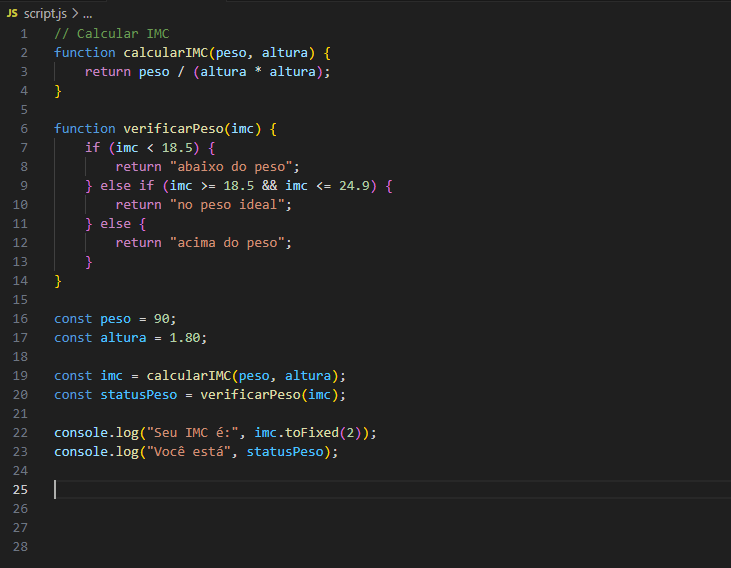 JS script.js > ...
1 // Calcular IMC
2 function calcularIMC(peso, altura) {
3     return peso / (altura * altura);
4 }
5
6 function verificarPeso(imc) {
7     if (imc < 18.5) {
8         return "abaixo do peso";
9     } else if (imc >= 18.5 && imc <= 24.9) {
10         return "no peso ideal";
11     } else {
12         return "acima do peso";
13     }
14 }
15
16 const peso = 90;
17 const altura = 1.80;
18
19 const imc = calcularIMC(peso, altura);
20 const statusPeso = verificarPeso(imc);
21
22 console.log("Seu IMC é:", imc.toFixed(2));
23 console.log("Você está", statusPeso);
24
25
26
27
28